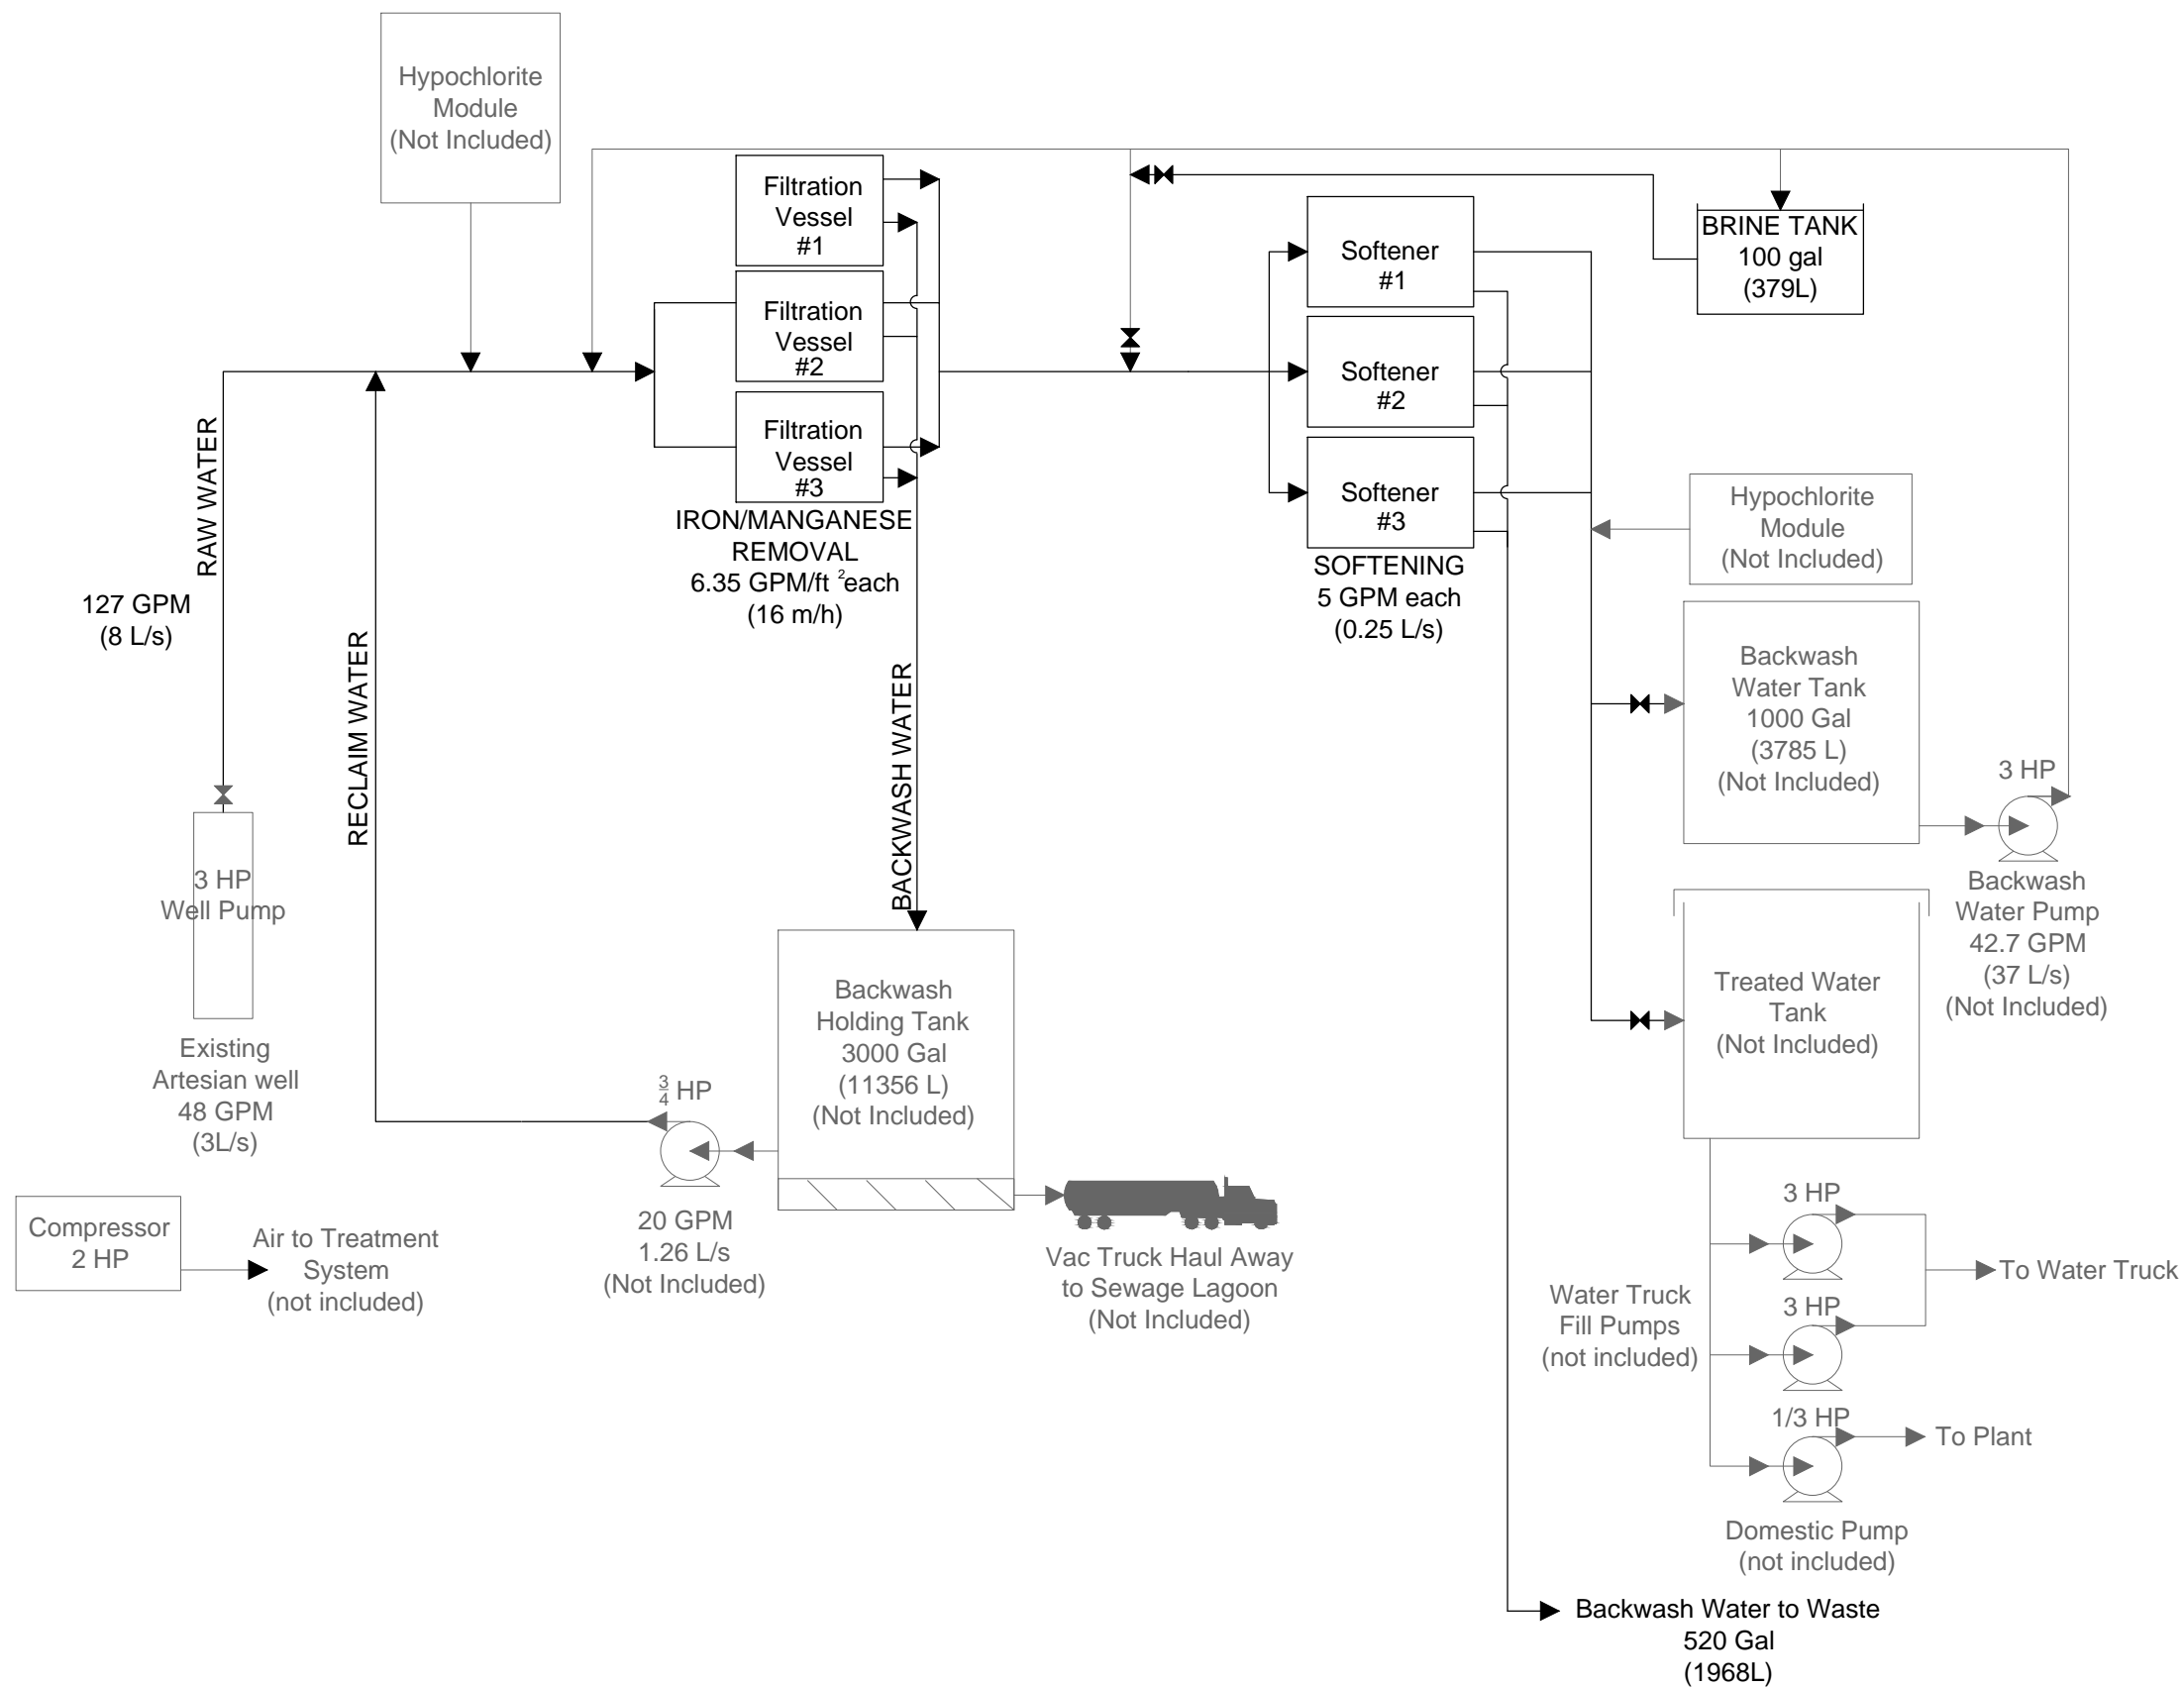 Hypochlorite
Module
(Not Included)
Filtration
Vessel
#1
Filtration
Vessel
#2
Filtration
Vessel
#3
IRON/MANGANESE
REMOVAL
6.35 GPM/ft ²each
(16 m/h)
Softener
#1
Softener
#2
Softener
#3
SOFTENING
5 GPM each
(0.25 L/s)
BRINE TANK
100 gal
(379L)
Hypochlorite
Module
(Not Included)
RAW WATER
127 GPM
(8 L/s)
RECLAIM WATER
BACKWASH WATER
Backwash
Water Tank
1000 Gal
(3785 L)
(Not Included)
3 HP
Backwash
Water Pump
42.7 GPM
(37 L/s)
(Not Included)
3 HP
Well Pump
Existing
Artesian well
48 GPM
(3L/s)
Backwash
Holding Tank
3000 Gal
(11356 L)
(Not Included)
Treated Water
Tank
(Not Included)
3/4 HP
20 GPM
1.26 L/s
(Not Included)
Compressor
2 HP
Air to Treatment
System
(not included)
Vac Truck Haul Away
to Sewage Lagoon
(Not Included)
3 HP
3 HP
To Water Truck
Water Truck
Fill Pumps
(not included)
1/3 HP
To Plant
Domestic Pump
(not included)
Backwash Water to Waste
520 Gal
(1968L)